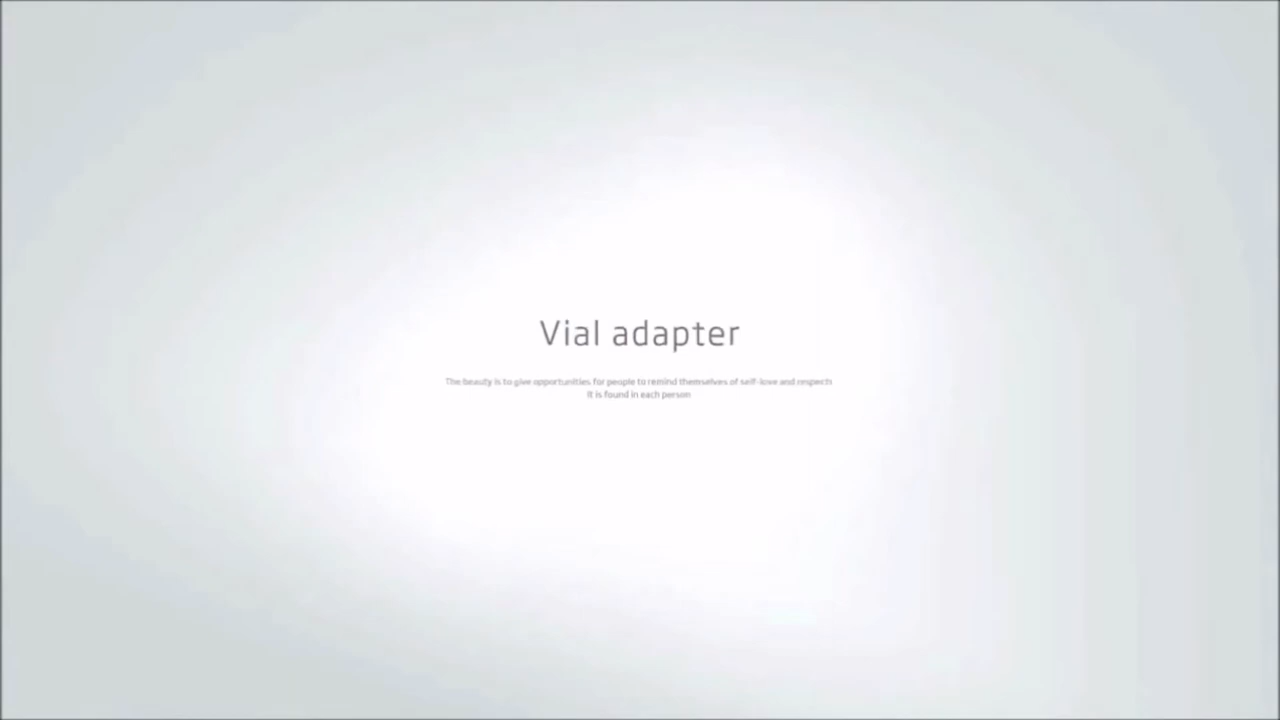 Vial adapter
The beauty is to give opportunities for people to remind themselves of self-love and respects
It is found in each person